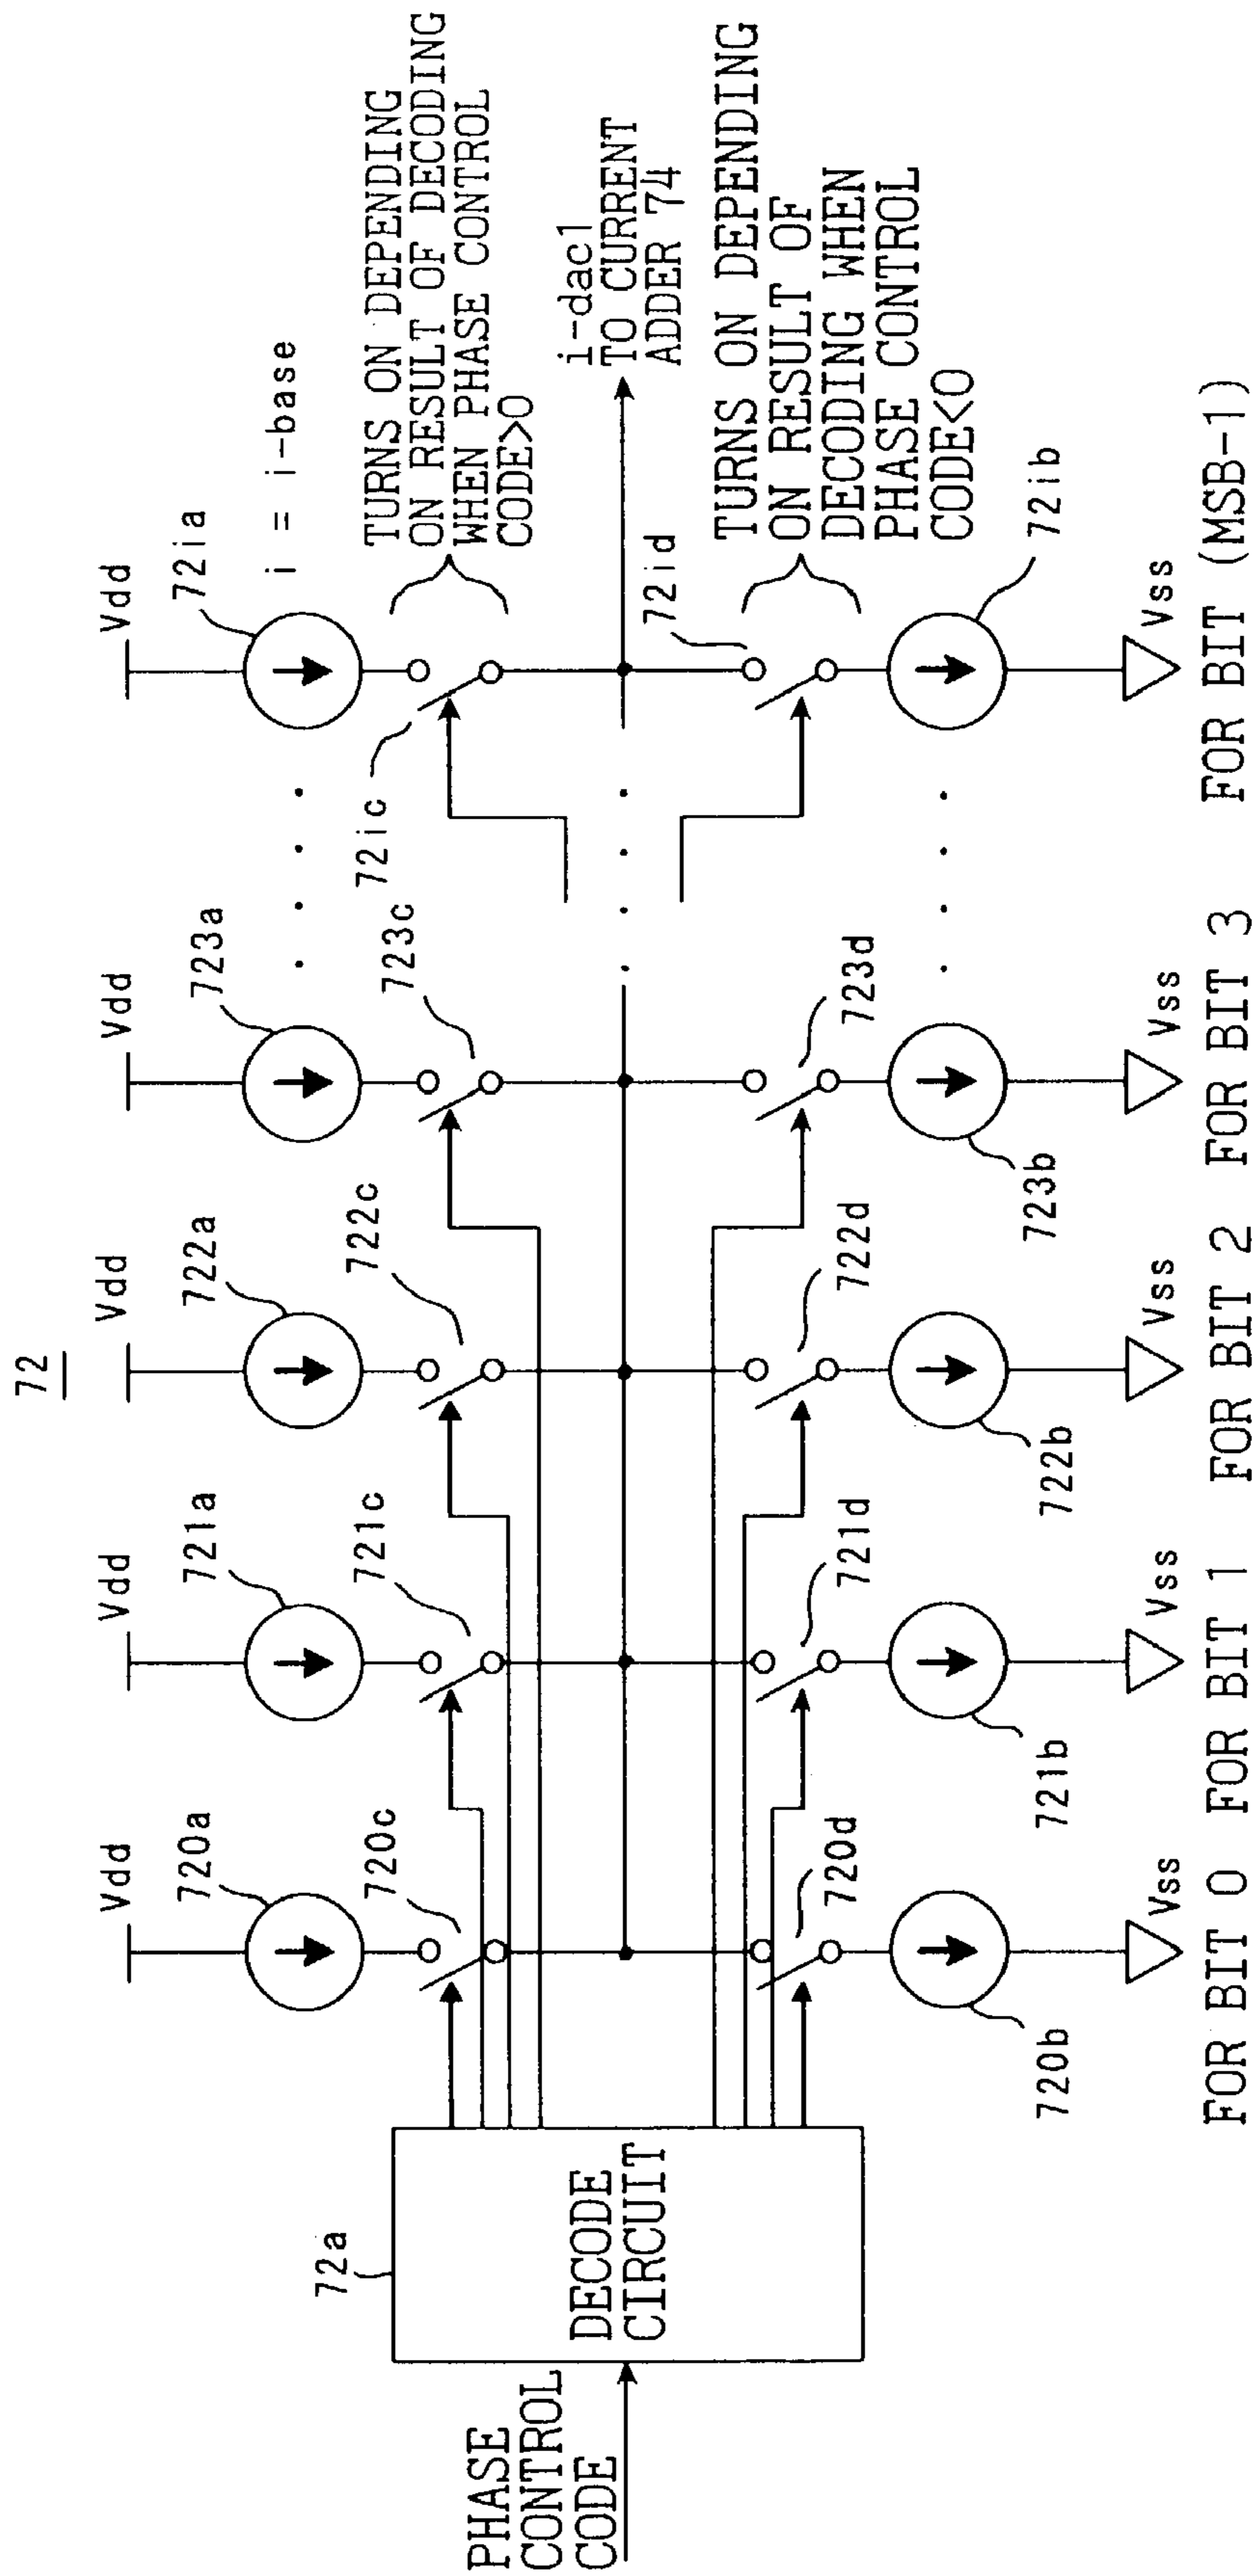 72
Vdd
Vdd
Vdd
Vdd
Vdd
720a
721a
722a
723a
72ia
i = i-base
720c
721c
722c
723c
72ic
TURNS ON DEPENDING
ON RESULT OF DECODING
WHEN PHASE CONTROL
CODE>0
72a
PHASE
CONTROL
CODE
DECODE
CIRCUIT
i-dac1
TO CURRENT
ADDER 74
720d
721d
722d
723d
72id
TURNS ON DEPENDING
ON RESULT OF
DECODING WHEN
PHASE CONTROL
CODE<0
720b
721b
722b
723b
72ib
Vss
Vss
Vss
Vss
Vss
FOR BIT 0
FOR BIT 1
FOR BIT 2
FOR BIT 3
FOR BIT (MSB-1)